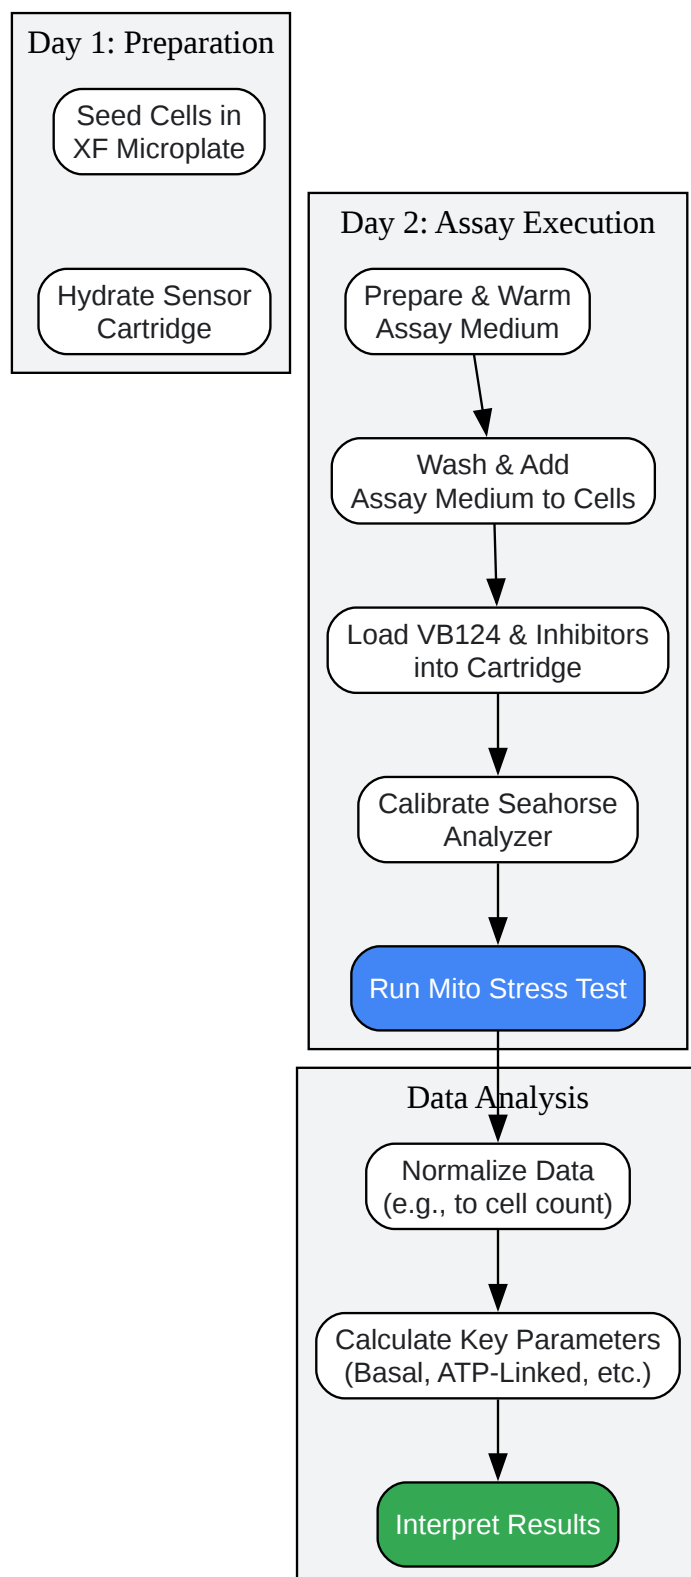 Day 1: Preparation
Seed Cells in
XF Microplate
Hydrate Sensor
Cartridge
Day 2: Assay Execution
Prepare & Warm
Assay Medium
Wash & Add
Assay Medium to Cells
Load VB124 & Inhibitors
into Cartridge
Calibrate Seahorse
Analyzer
Run Mito Stress Test
Data Analysis
Normalize Data
(e.g., to cell count)
Calculate Key Parameters
(Basal, ATP-Linked, etc.)
Interpret Results